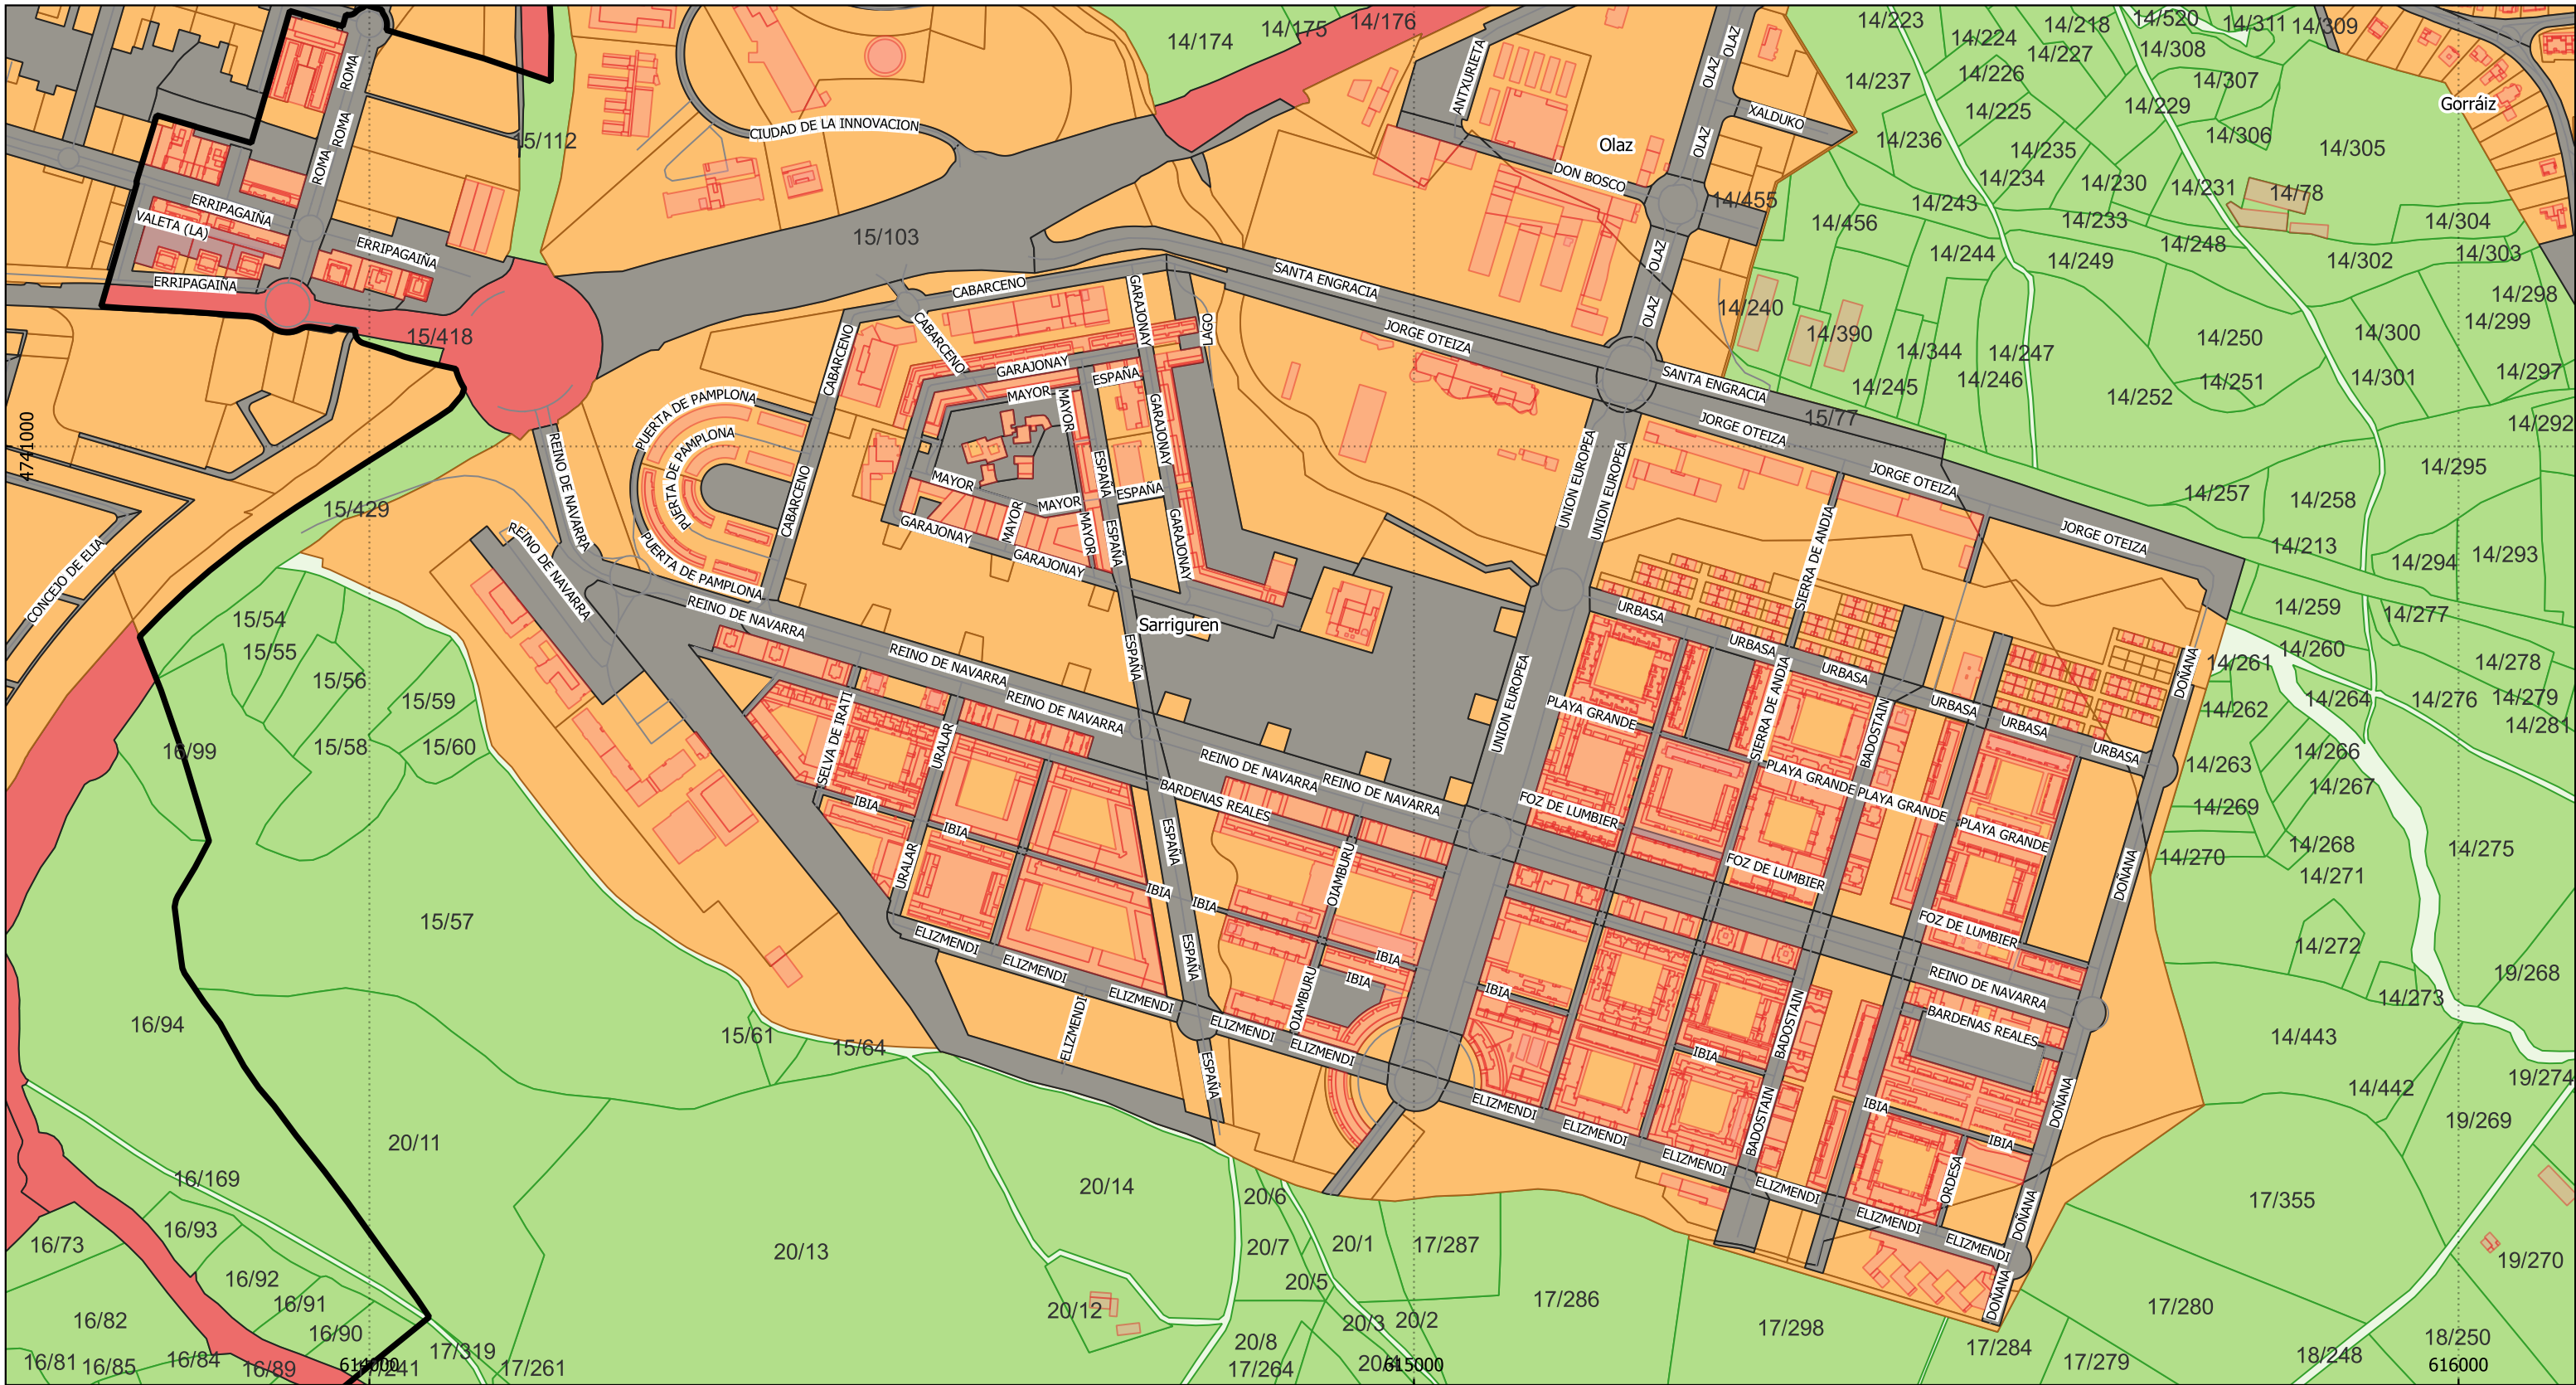 14/174
14/175
14/176
14/223
14/224
14/218
14/520
14/311
14/309
14/308
14/227
14/237
14/226
14/307
14/225
14/229
14/236
14/235
14/306
14/305
14/234
14/230
14/231
14/78
14/455
14/456
14/243
14/233
14/304
14/244
14/249
14/248
14/302
14/303
14/240
14/390
14/344
14/247
14/250
14/300
14/298
14/299
14/245
14/246
14/252
14/251
14/301
14/297
14/292
15/77
14/257
14/258
14/295
14/213
14/294
14/293
14/259
14/277
14/260
14/261
14/278
14/262
14/264
14/276
14/279
14/281
14/263
14/266
14/267
14/269
14/268
14/275
14/270
14/271
14/272
14/273
19/268
14/443
14/442
19/274
19/269
17/355
19/270
17/280
18/250
18/248
17/279
17/284
17/298
17/286
17/287
20/1
20/2
20/3
20/5
20/6
20/7
20/8
17/264
20/14
20/13
20/12
20/11
15/112
15/103
15/418
15/429
15/54
15/55
15/56
15/59
15/58
15/60
15/57
15/61
15/64
16/99
16/94
16/169
16/93
16/73
16/92
16/91
16/90
16/82
16/81
16/85
16/84
16/89
17/319
17/261
614000
615000
616000
4741000
Olaz
Gorráiz
Sarriguren
ROMA
ROMA
ROMA
ROMA
ERRIPAGAIÑA
VALETA (LA)
ERRIPAGAIÑA
ERRIPAGAIÑA
CIUDAD DE LA INNOVACION
ANTXURIETA
OLAZ
OLAZ
OLAZ
OLAZ
OLAZ
XALDUKO
DON BOSCO
SANTA ENGRACIA
JORGE OTEIZA
SANTA ENGRACIA
JORGE OTEIZA
JORGE OTEIZA
JORGE OTEIZA
CABARCENO
CABARCENO
CABARCENO
CABARCENO
GARAJONAY
LAGO
GARAJONAY
ESPAÑA
MAYOR
MAYOR
GARAJONAY
ESPAÑA
ESPAÑA
MAYOR
MAYOR
MAYOR
MAYOR
ESPAÑA
GARAJONAY
GARAJONAY
GARAJONAY
PUERTA DE PAMPLONA
PUERTA DE PAMPLONA
PUERTA DE PAMPLONA
CONCEJO DE ELIA
REINO DE NAVARRA
REINO DE NAVARRA
REINO DE NAVARRA
REINO DE NAVARRA
REINO DE NAVARRA
REINO DE NAVARRA
REINO DE NAVARRA
REINO DE NAVARRA
UNION EUROPEA
UNION EUROPEA
UNION EUROPEA
SIERRA DE ANDIA
SIERRA DE ANDIA
URBASA
URBASA
URBASA
URBASA
URBASA
URBASA
DOÑANA
DOÑANA
DOÑANA
DOÑANA
DOÑANA
PLAYA GRANDE
PLAYA GRANDE
PLAYA GRANDE
PLAYA GRANDE
BADOSTAIN
BADOSTAIN
BADOSTAIN
FOZ DE LUMBIER
FOZ DE LUMBIER
FOZ DE LUMBIER
BARDENAS REALES
BARDENAS REALES
SELVA DE IRATI
URALAR
URALAR
IBIA
IBIA
IBIA
IBIA
IBIA
IBIA
IBIA
IBIA
IBIA
IBIA
ESPAÑA
ESPAÑA
ESPAÑA
ESPAÑA
OIAMBURU
OIAMBURU
ELIZMENDI
ELIZMENDI
ELIZMENDI
ELIZMENDI
ELIZMENDI
ELIZMENDI
ELIZMENDI
ELIZMENDI
ELIZMENDI
ELIZMENDI
ELIZMENDI
ELIZMENDI
ORDESA